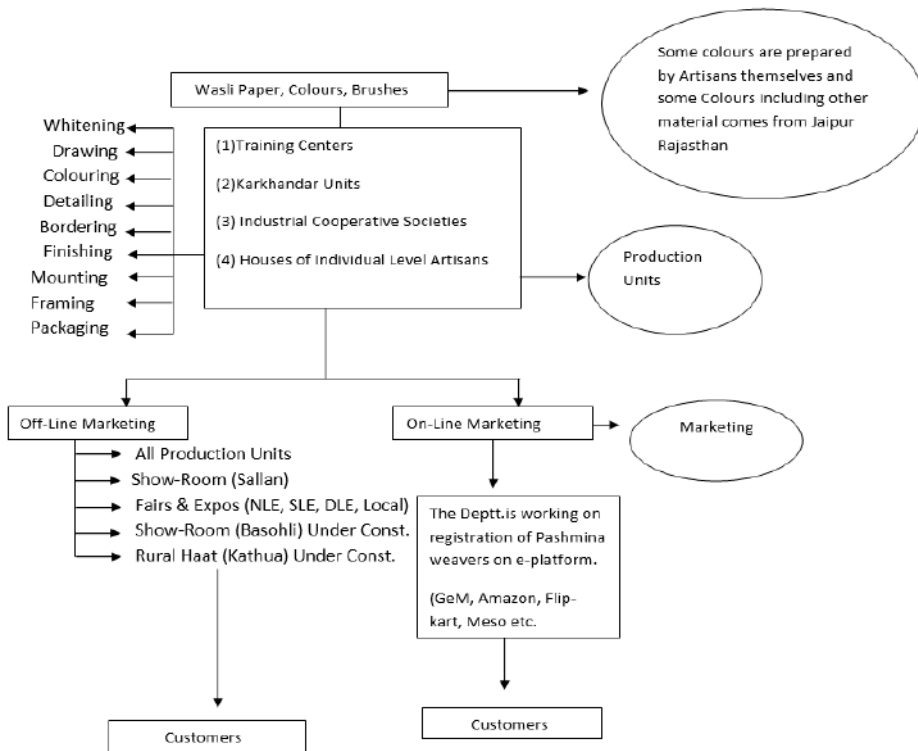 Some colours are prepared
by Artisans themselves and
some Colours including other
material comes from Jaipur
Rajasthan
Wasli Paper, Colours, Brushes
Whitening
Drawing
Colouring
Detailing
Bordering
Finishing
Mounting
Framing
Packaging
(1)Training Centers
(2)Karkhandar Units
(3) Industrial Cooperative Societies
(4) Houses of Individual Level Artisans
Production
Units
Off-Line Marketing
On-Line Marketing
Marketing
All Production Units
Show-Room (Sallan)
Fairs & Expos (NLE, SLE, DLE, Local)
Show-Room (Basohli) Under Const.
Rural Haat (Kathua) Under Const.
The Deptt.is working on
registration of Pashmina
weavers on e-platform.
(GeM, Amazon, Flip-
kart, Meso etc.
Customers
Customers